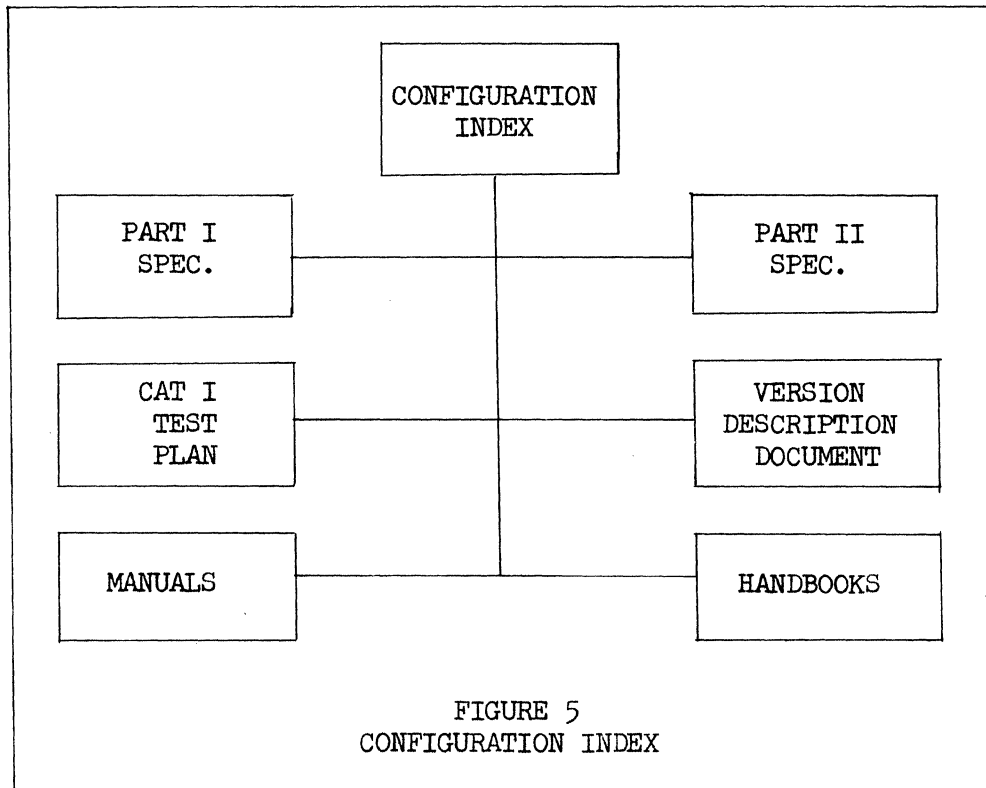 CONFIGURATION
INDEX
PART I
SPEC.
PART II
SPEC.
CAT I
TEST
PLAN
VERSION
DESCRIPTION
DOCUMENT
MANUALS
HANDBOOKS
FIGURE 5
CONFIGURATION INDEX